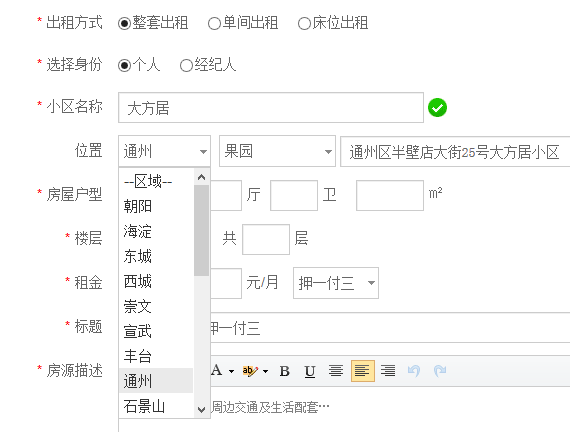 * 出租方式 整套出租 单间出租 床位出租
* 选择身份 个人 经纪人
* 小区名称 大方居
位置 通州 果园 通州区半壁店大街25号大方居小区
--区域--
* 房屋户型 厅 卫 m²
朝阳
海淀
* 楼层 共 层
东城
西城
* 租金 元/月 押一付三
崇文
* 标题 押一付三
宣武
丰台
* 房源描述 A ab B U
通州
石景山 周边交通及生活配套…